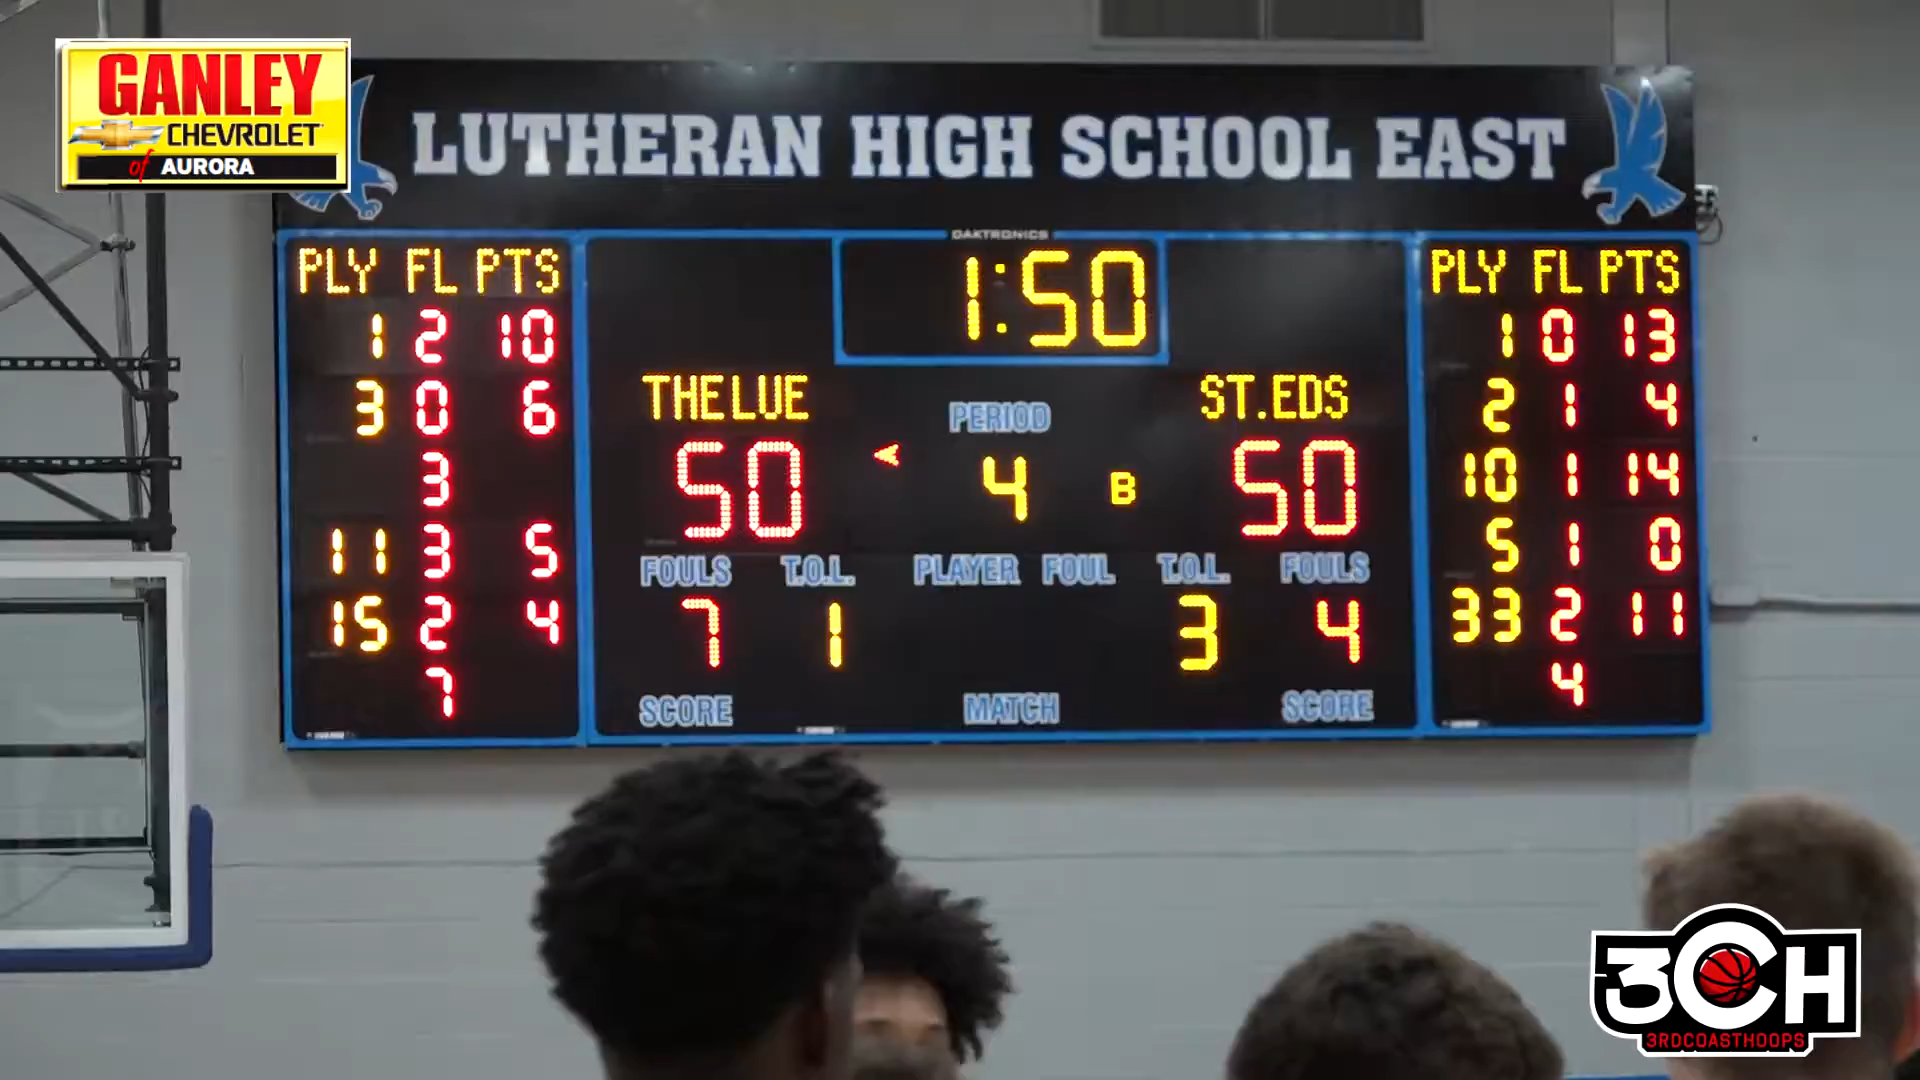 GANLEY
CHEVROLET
of AURORA
LUTHERAN HIGH SCHOOL EAST
DAKTRONICS
PLY FL PTS
1 2 10
3 0 6
3
11 3 5
15 2 4
7
1:50
THE LUE
ST.EDS
PERIOD
50 4 B 50
FOULS T.O.L. PLAYER FOUL T.O.L. FOULS
7 1 3 4
SCORE MATCH SCORE
PLY FL PTS
1 0 13
2 1 4
10 1 14
5 1 0
33 2 11
4
3CH
3RDCOASTHOOPS